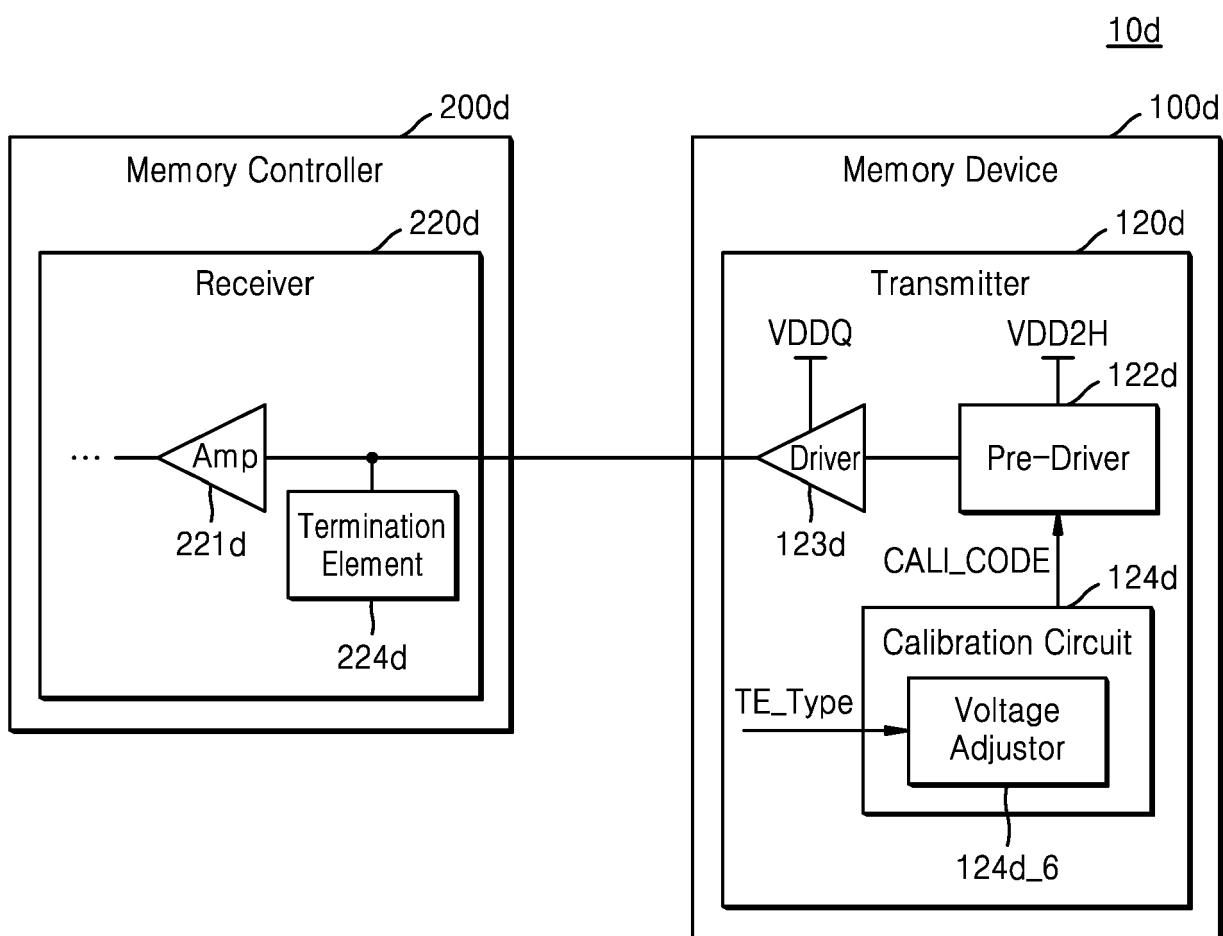 10d
200d
Memory Controller
220d
Receiver
Amp
...
221d
Termination
Element
224d
100d
Memory Device
120d
Transmitter
VDDQ
VDD2H
122d
Driver
Pre-Driver
123d
CALI_CODE
124d
Calibration Circuit
TE_Type
Voltage
Adjustor
124d_6